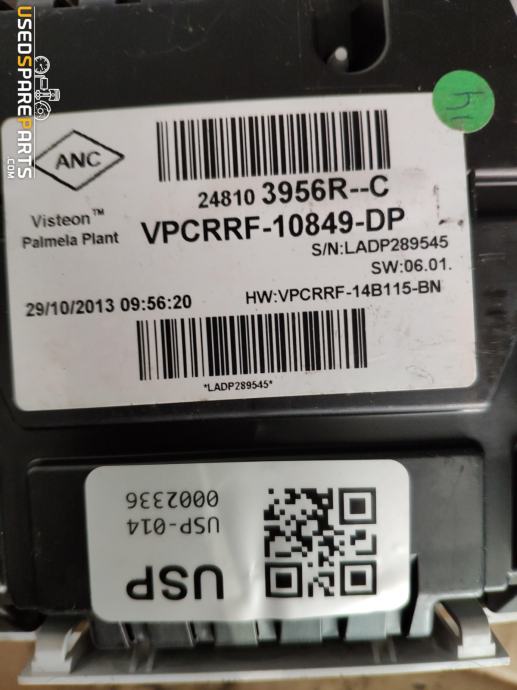 USEDSPAREPARTS.COM
ANC
24810 3956R--C
Visteon™
Palmela Plant
VPCRRF-10849-DP
S/N:LADP289545
SW:06.01.
29/10/2013 09:56:20
HW:VPCRRF-14B115-BN
*LADP289545*
USP
USP-014
0002336